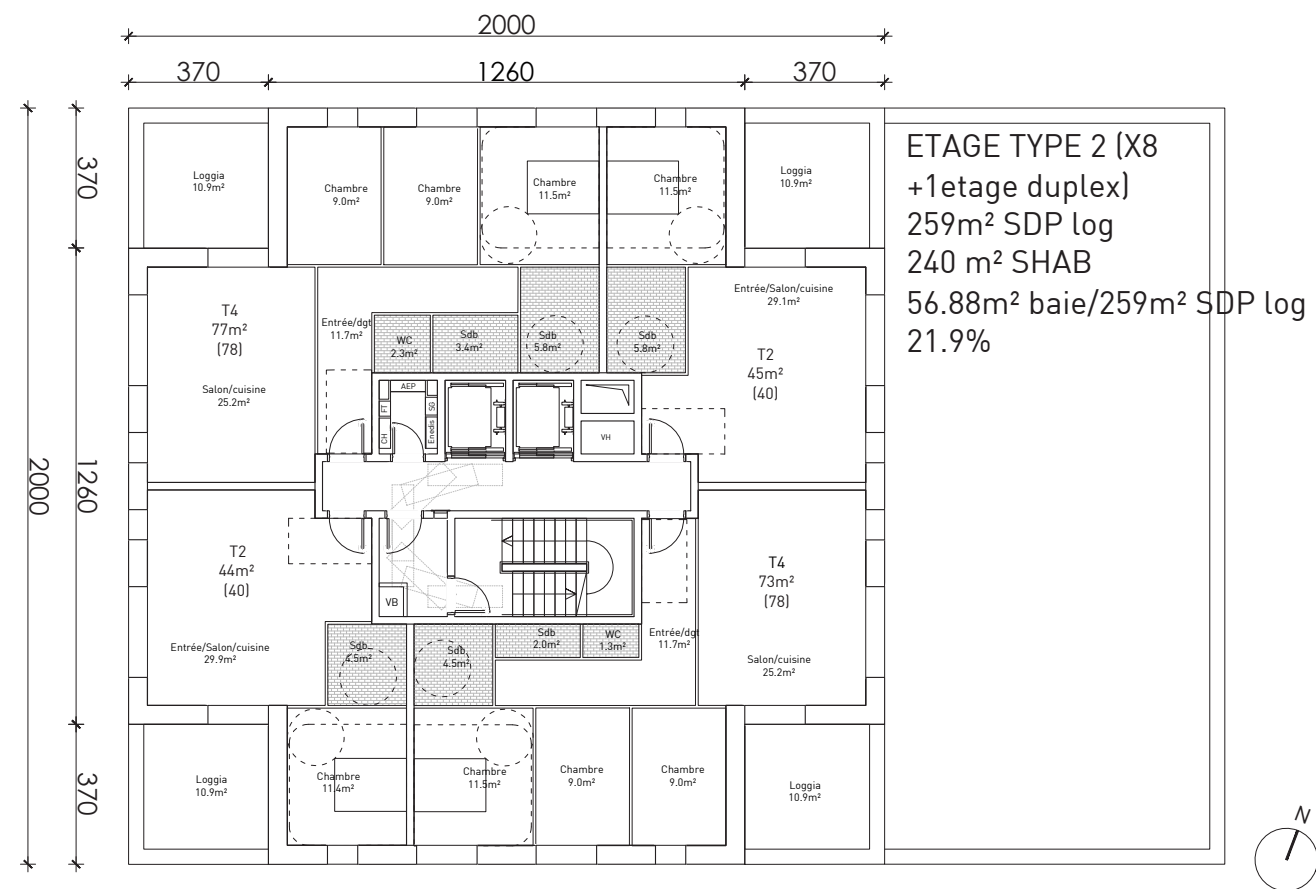 2000
370
1260
370
2000
370
1260
370
ETAGE TYPE 2 (X8
+1etage duplex)
259m² SDP log
240 m² SHAB
56.88m² baie/259m² SDP log
21.9%
Loggia
10.9m²
Chambre
9.0m²
Chambre
9.0m²
Chambre
11.5m²
Chambre
11.5m²
Loggia
10.9m²
T4
77m²
(78)
Salon/cuisine
25.2m²
Entrée/dgt
11.7m²
WC
2.3m²
Sdb
3.4m²
Sdb
5.8m²
Sdb
5.8m²
Entrée/Salon/cuisine
29.1m²
T2
45m²
(40)
AEP
FT
CH
SG
Enedis
VH
T2
44m²
(40)
Entrée/Salon/cuisine
29.9m²
VB
Sdb
4.5m²
Sdb
4.5m²
Sdb
2.0m²
WC
1.3m²
Entrée/dgt
11.7m²
T4
73m²
(78)
Salon/cuisine
25.2m²
Loggia
10.9m²
Chambre
11.4m²
Chambre
11.5m²
Chambre
9.0m²
Chambre
9.0m²
Loggia
10.9m²
N